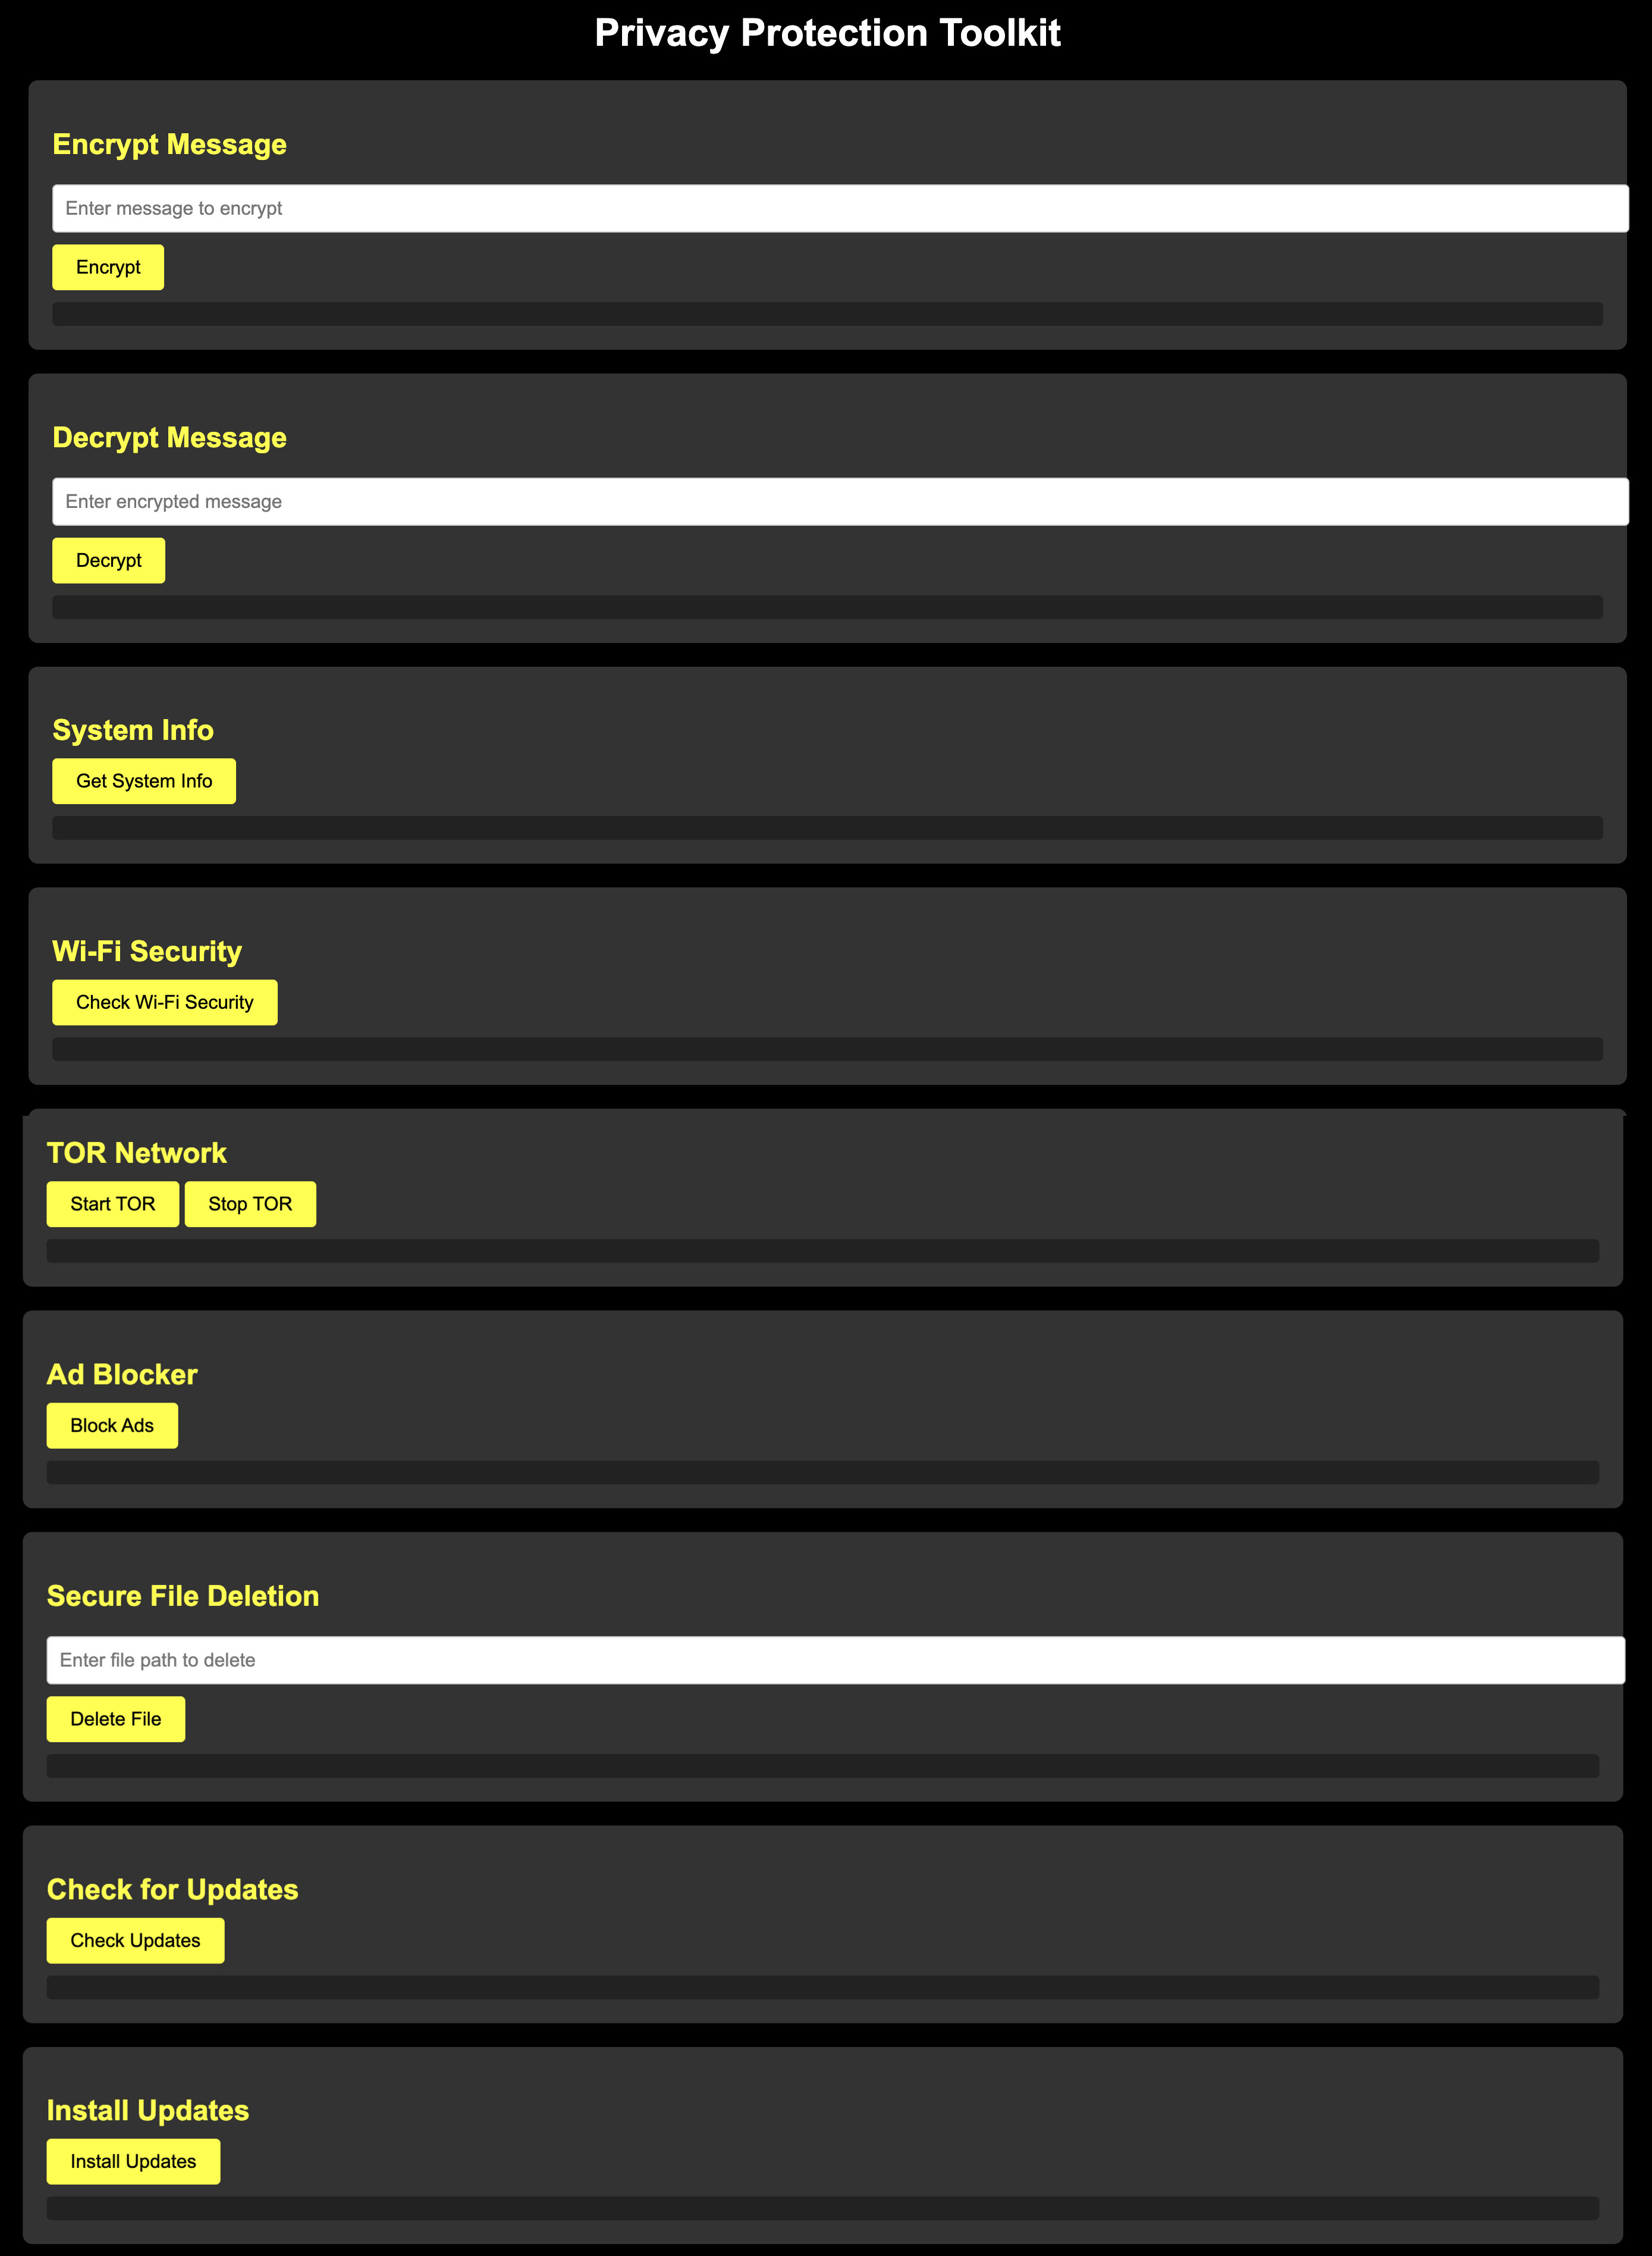 Privacy Protection Toolkit
Encrypt Message
Enter message to encrypt
Encrypt
Decrypt Message
Enter encrypted message
Decrypt
System Info
Get System Info
Wi-Fi Security
Check Wi-Fi Security
TOR Network
Start TOR Stop TOR
Ad Blocker
Block Ads
Secure File Deletion
Enter file path to delete
Delete File
Check for Updates
Check Updates
Install Updates
Install Updates